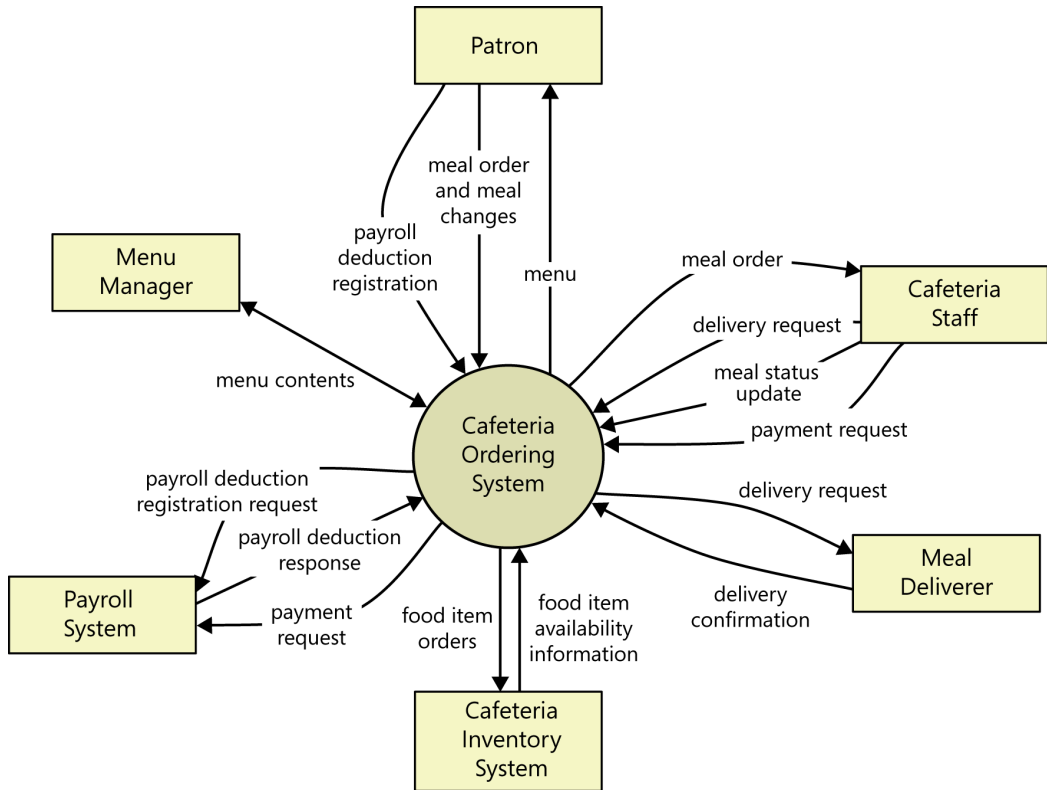 Patron
meal order
and meal
changes
payroll
deduction
registration
menu
Menu
Manager
menu contents
meal order
Cafeteria
Staff
delivery request
meal status
update
payment request
Cafeteria
Ordering
System
payroll deduction
registration request
payroll deduction
response
delivery request
Meal
Deliverer
delivery
confirmation
Payroll
System
payment
request
food item
orders
food item
availability
information
Cafeteria
Inventory
System